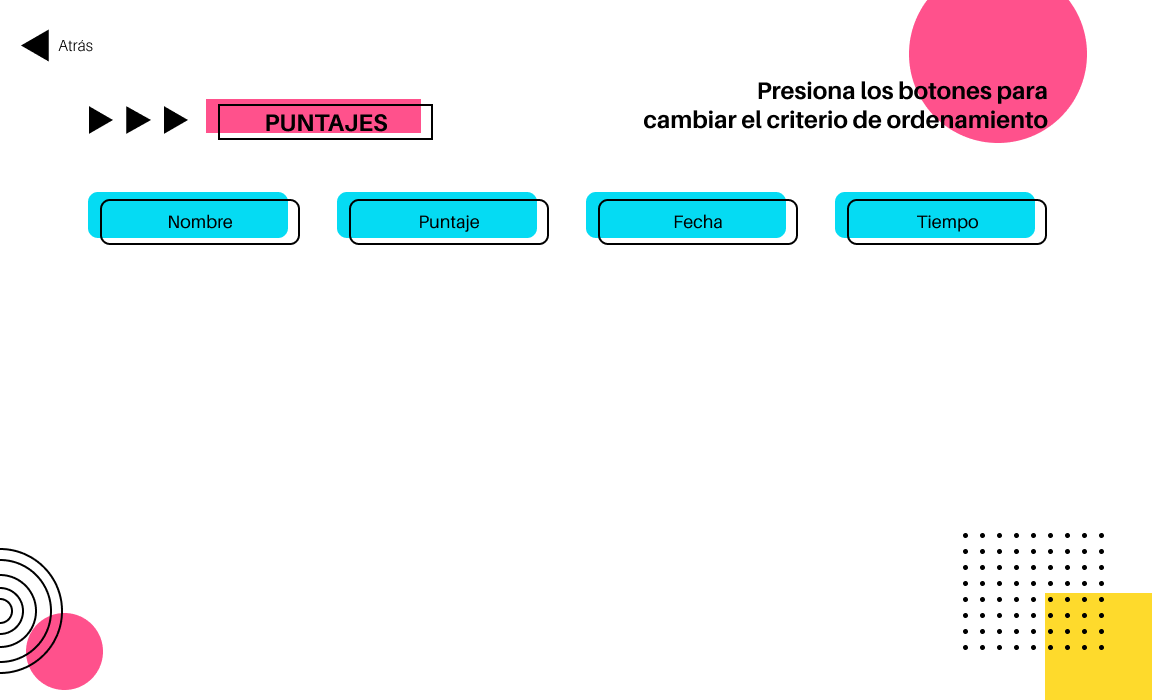 Atrás
PUNTAJES
Presiona los botones para
cambiar el criterio de ordenamiento
Nombre
Puntaje
Fecha
Tiempo